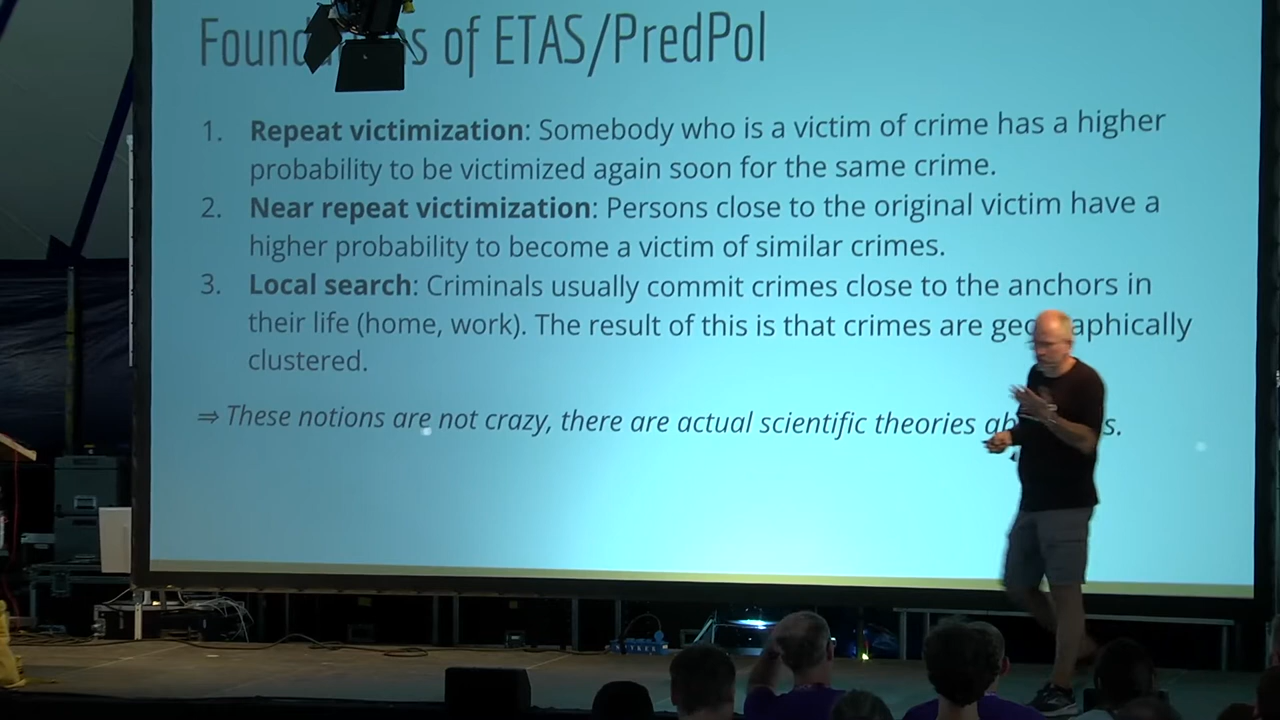 Found s of ETAS/PredPol
1. Repeat victimization: Somebody who is a victim of crime has a higher
probability to be victimized again soon for the same crime.
2. Near repeat victimization: Persons close to the original victim have a
higher probability to become a victim of similar crimes.
3. Local search: Criminals usually commit crimes close to the anchors in
their life (home, work). The result of this is that crimes are geo aphically
clustered.
⇒ These notions are not crazy, there are actual scientific theories ab s.